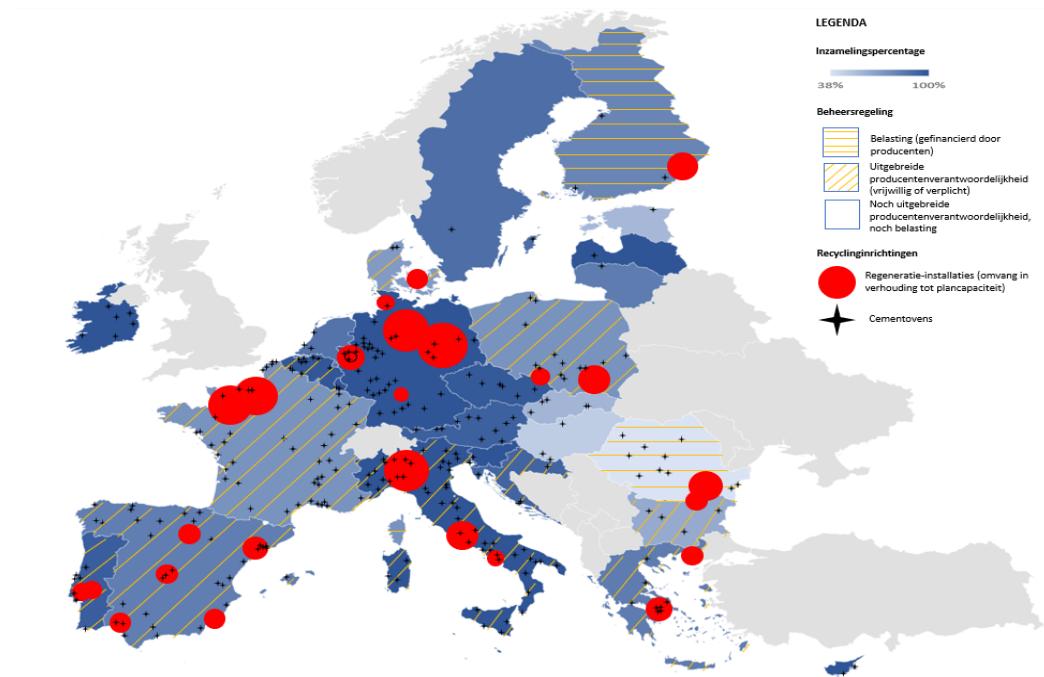 LEGENDA
Inzamelingspercentage
38% 100%
Beheersregeling
Belasting (gefinancierd door
producenten)
Uitgebreide
producentenverantwoordelijkheid
(vrijwillig of verplicht)
Noch uitgebreide
producentenverantwoordelijkheid,
noch belasting
Recyclinginrichtingen
Regeneratie-installaties (omvang in
verhouding tot plancapaciteit)
Cementovens